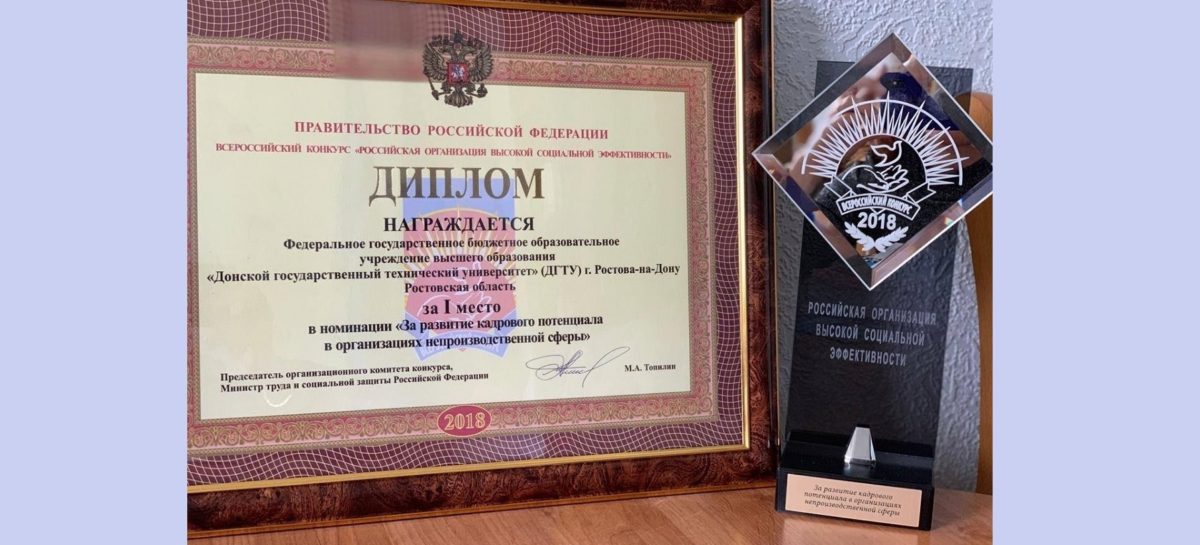 ПРАВИТЕЛЬСТВО РОССИЙСКОЙ ФЕДЕРАЦИИ
ВСЕРОССИЙСКИЙ КОНКУРС «РОССИЙСКАЯ ОРГАНИЗАЦИЯ ВЫСОКОЙ СОЦИАЛЬНОЙ ЭФФЕКТИВНОСТИ»
ДИПЛОМ
НАГРАЖДАЕТСЯ
Федеральное государственное бюджетное образовательное
учреждение высшего образования
«Донской государственный технический университет» (ДГТУ) г. Ростова-на-Дону
Ростовская область
за I место
в номинации «За развитие кадрового потенциала
в организациях непроизводственной сферы»
Председатель организационного комитета конкурса,
Министр труда и социальной защиты Российской Федерации
М.А. Топилин
2018
ВСЕРОССИЙСКИЙ КОНКУРС
2018
РОССИЙСКАЯ ОРГАНИЗАЦИЯ
ВЫСОКОЙ СОЦИАЛЬНОЙ
ЭФФЕКТИВНОСТИ
За развитие кадрового
потенциала в организациях
непроизводственной сферы